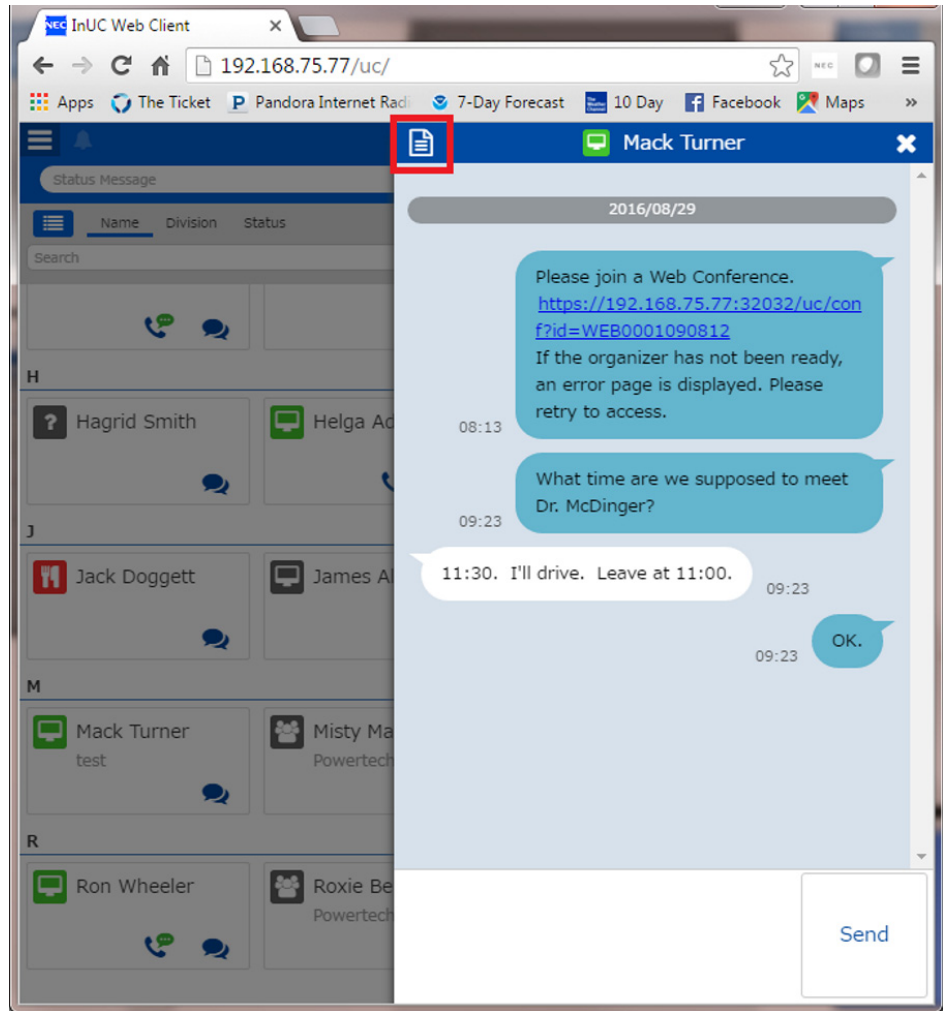 NEC InUC Web Client
192.168.75.77/uc/
NEC
Apps The Ticket Pandora Internet Radi 7-Day Forecast 10 Day Facebook Maps »
Mack Turner
Status Message
Name Division Status
Search
2016/08/29
Please join a Web Conference.
https://192.168.75.77:32032/uc/con
f?id=WEB0001090812
If the organizer has not been ready,
an error page is displayed. Please
retry to access.
08:13
What time are we supposed to meet
Dr. McDinger?
09:23
11:30. I'll drive. Leave at 11:00.
09:23
OK.
09:23
H
? Hagrid Smith
Helga Ad
J
Jack Doggett
James Al
M
Mack Turner
test
Misty Ma
Powertech
R
Ron Wheeler
Roxie Be
Powertech
Send